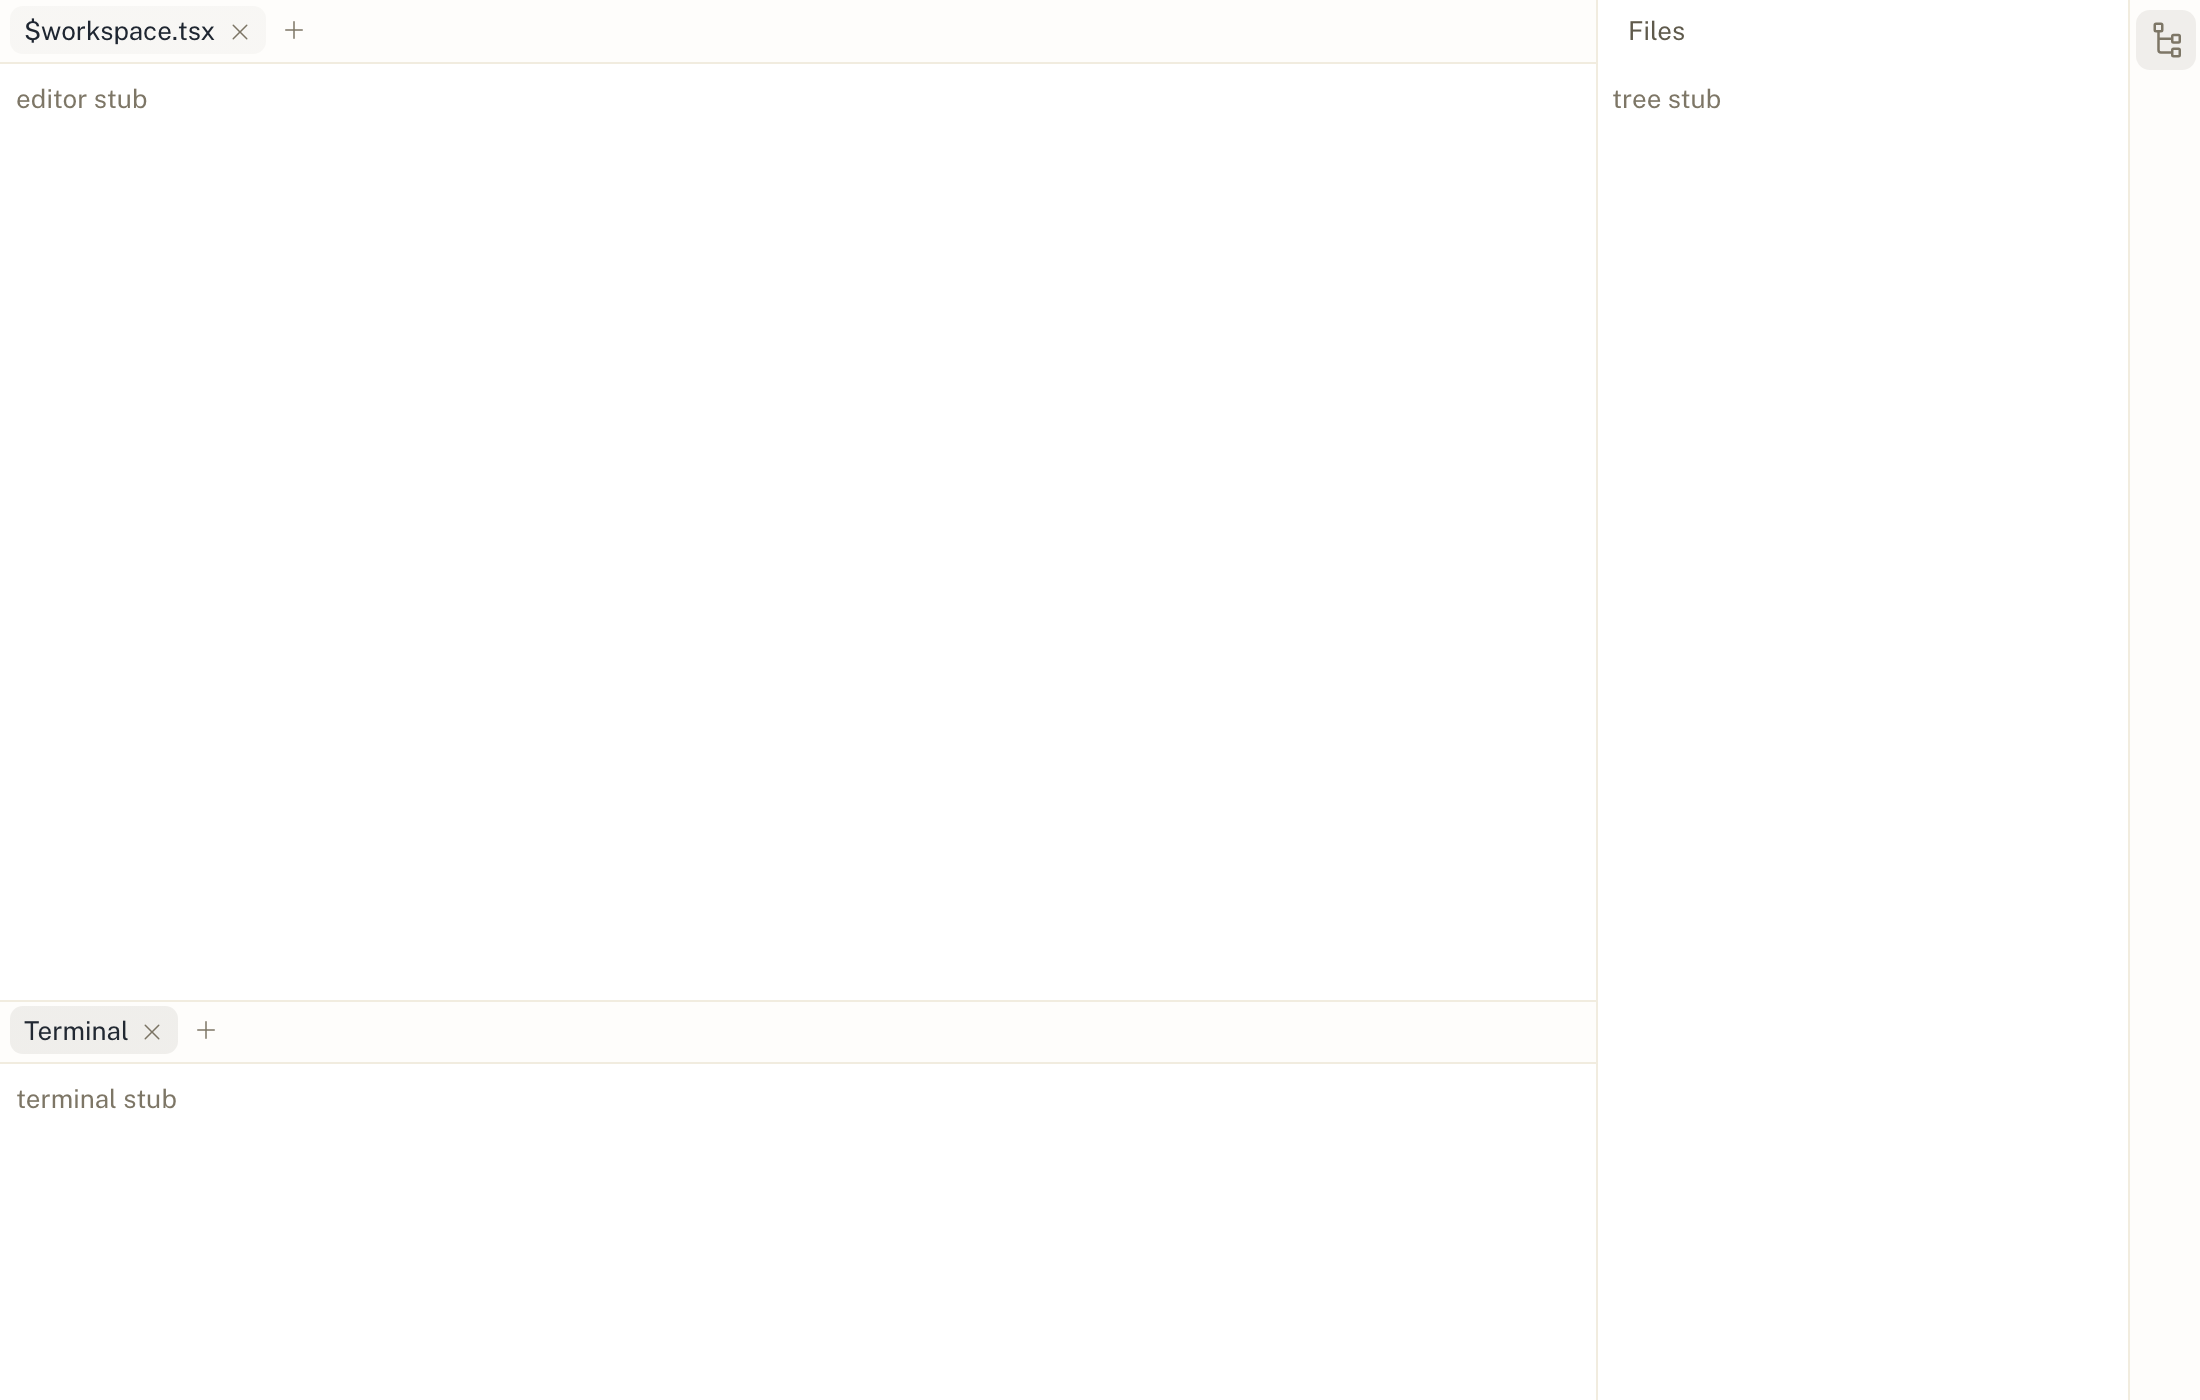 $workspace.tsx
Files
editor stub
tree stub
Terminal
terminal stub